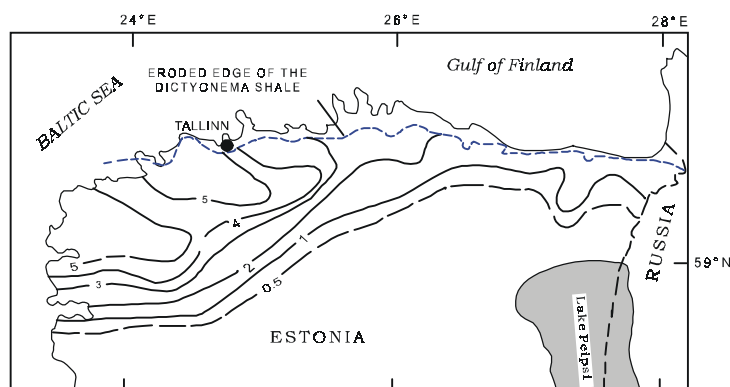 24°E
26°E
28°E
BALTIC SEA
ERODED EDGE OF THE
DICTYONEMA SHALE
Gulf of Finland
TALLINN
5
4
5
3
2
1
0.5
RUSSIA
59°N
ESTONIA
Lake Peipsi